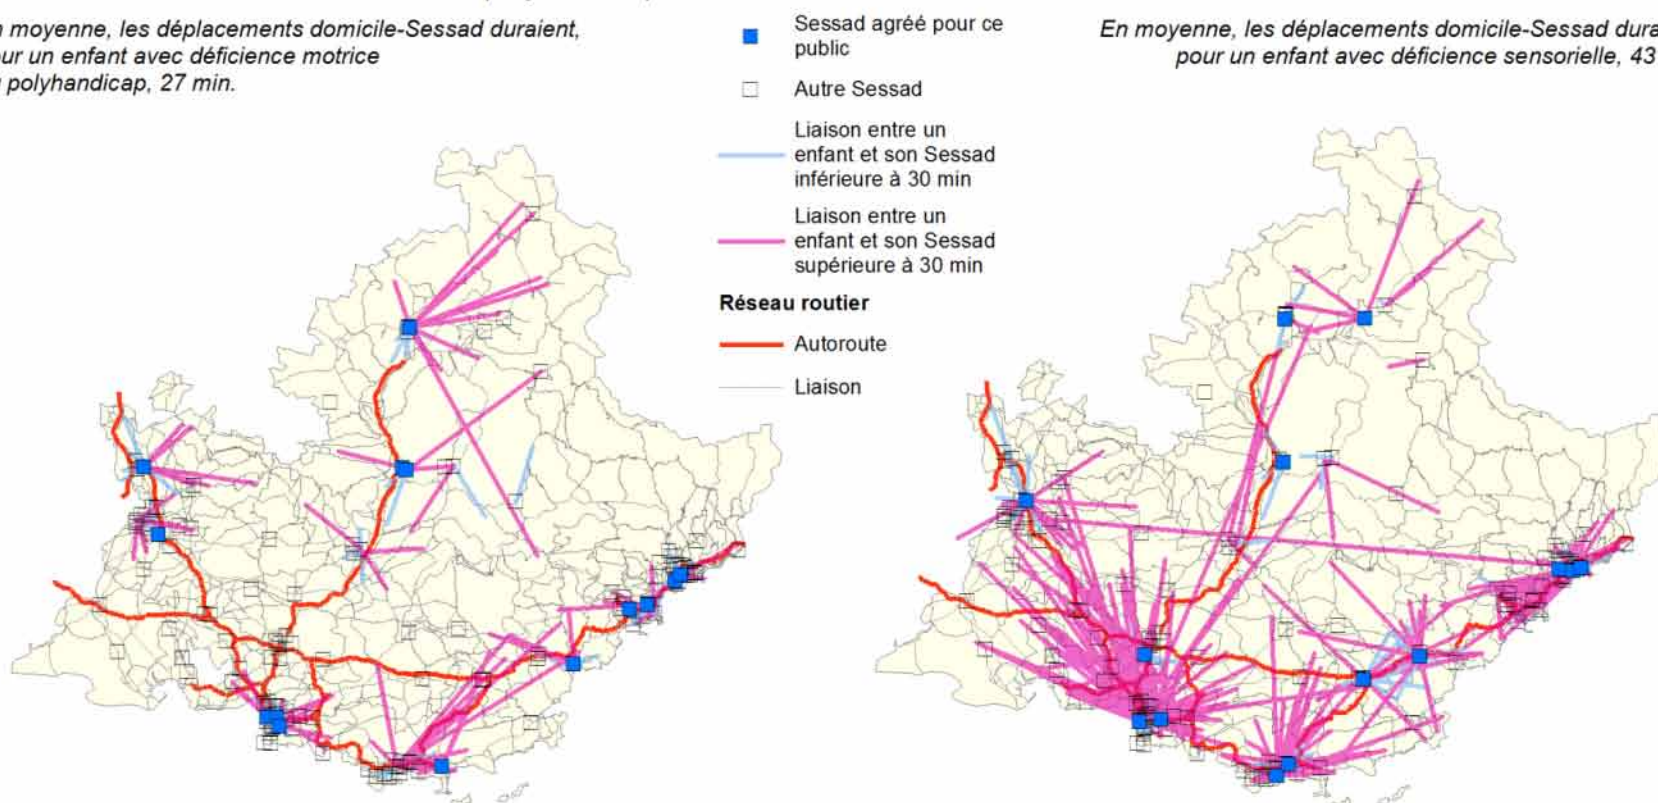 moyenne, les déplacements domicile-Sessad duraient,
un enfant avec déficience motrice
polyhandicap, 27 min.
Sessad agréé pour ce
public
Autre Sessad
Liaison entre un
enfant et son Sessad
inférieure à 30 min
Liaison entre un
enfant et son Sessad
supérieure à 30 min
Réseau routier
Autoroute
Liaison
En moyenne, les déplacements domicile-Sessad dura
pour un enfant avec déficience sensorielle, 43